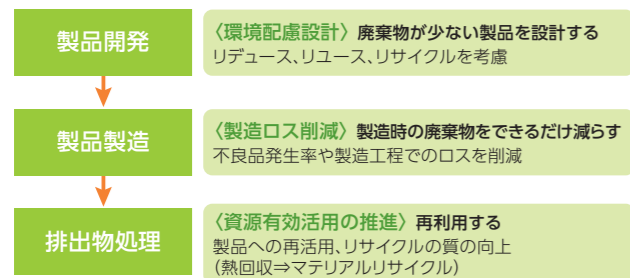 製品開発
〈環境配慮設計〉廃棄物が少ない製品を設計する
リデュース、リユース、リサイクルを考慮
製品製造
〈製造ロス削減〉製造時の廃棄物をできるだけ減らす
不良品発生率や製造工程でのロスを削減
排出物処理
〈資源有効活用の推進〉再利用する
製品への再活用、リサイクルの質の向上
（熱回収⇒マテリアルリサイクル）